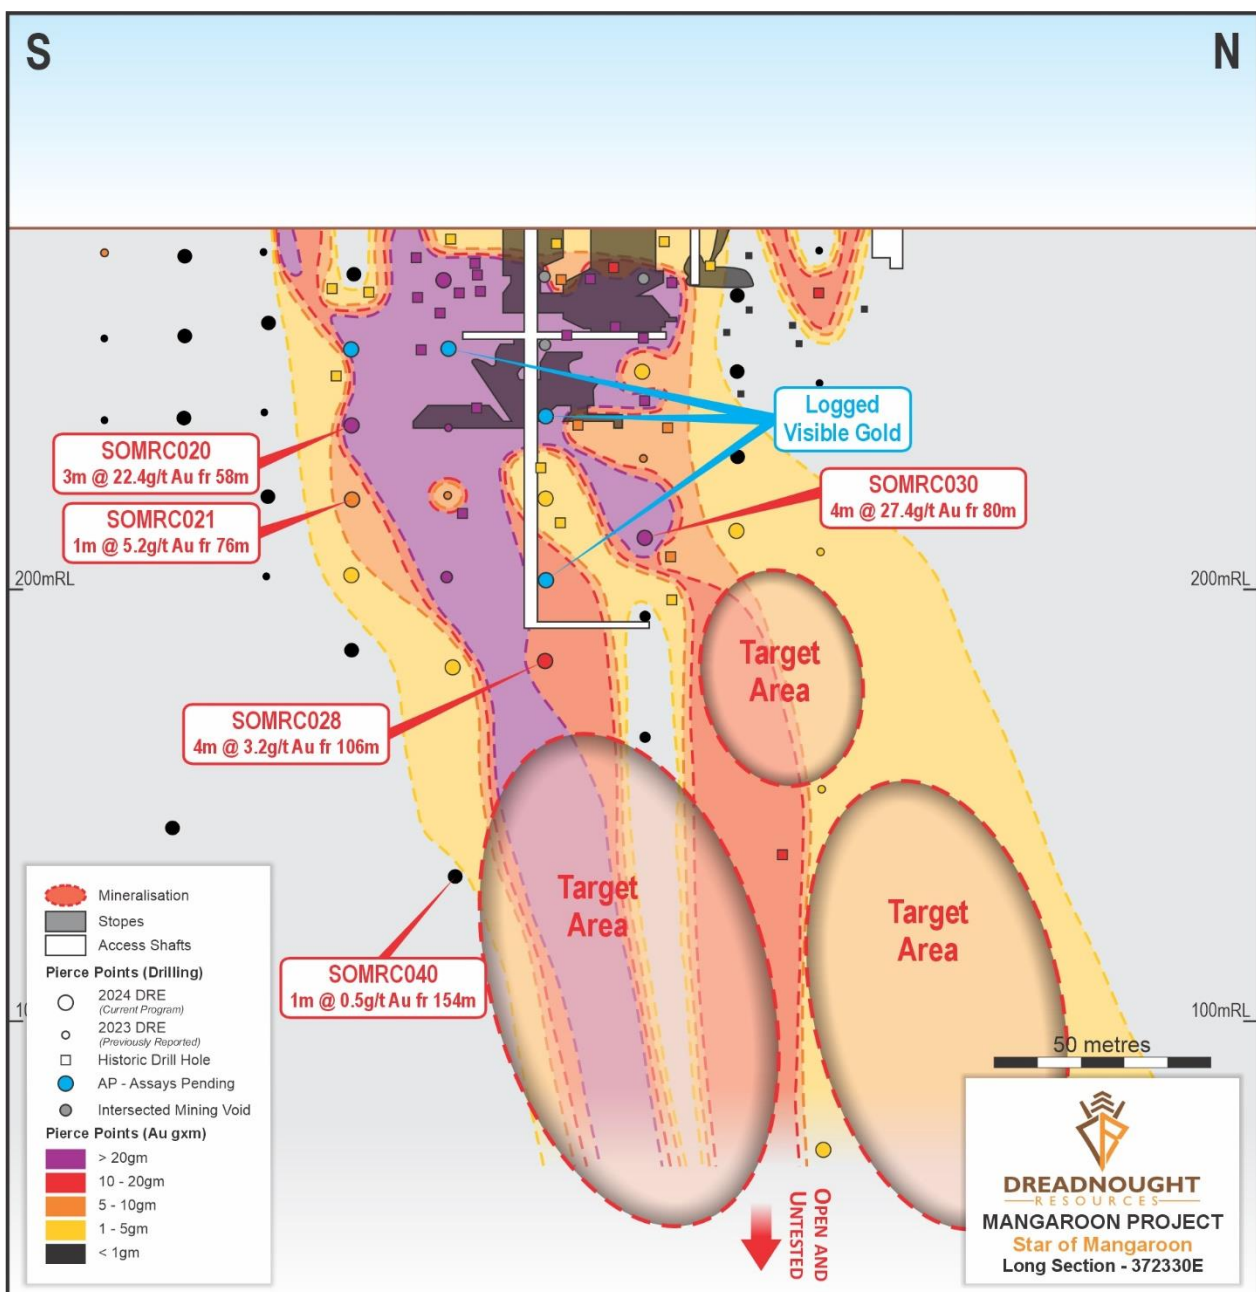 S
N
Logged
Visible Gold
SOMRC020
3m @ 22.4g/t Au fr 58m
SOMRC030
4m @ 27.4g/t Au fr 80m
SOMRC021
1m @ 5.2g/t Au fr 76m
200mRL
200mRL
Target
Area
SOMRC028
4m @ 3.2g/t Au fr 106m
Target
Area
Target
Area
SOMRC040
1m @ 0.5g/t Au fr 154m
Mineralisation
Stopes
Access Shafts
Pierce Points (Drilling)
2024 DRE
(Current Program)
2023 DRE
(Previously Reported)
Historic Drill Hole
AP - Assays Pending
Intersected Mining Void
Pierce Points (Au gxm)
> 20gm
10 - 20gm
5 - 10gm
1 - 5gm
< 1gm
10
100mRL
50 metres
OPEN AND
UNTESTED
DREADNOUGHT
RESOURCES
MANGAROON PROJECT
Star of Mangaroon
Long Section - 372330E